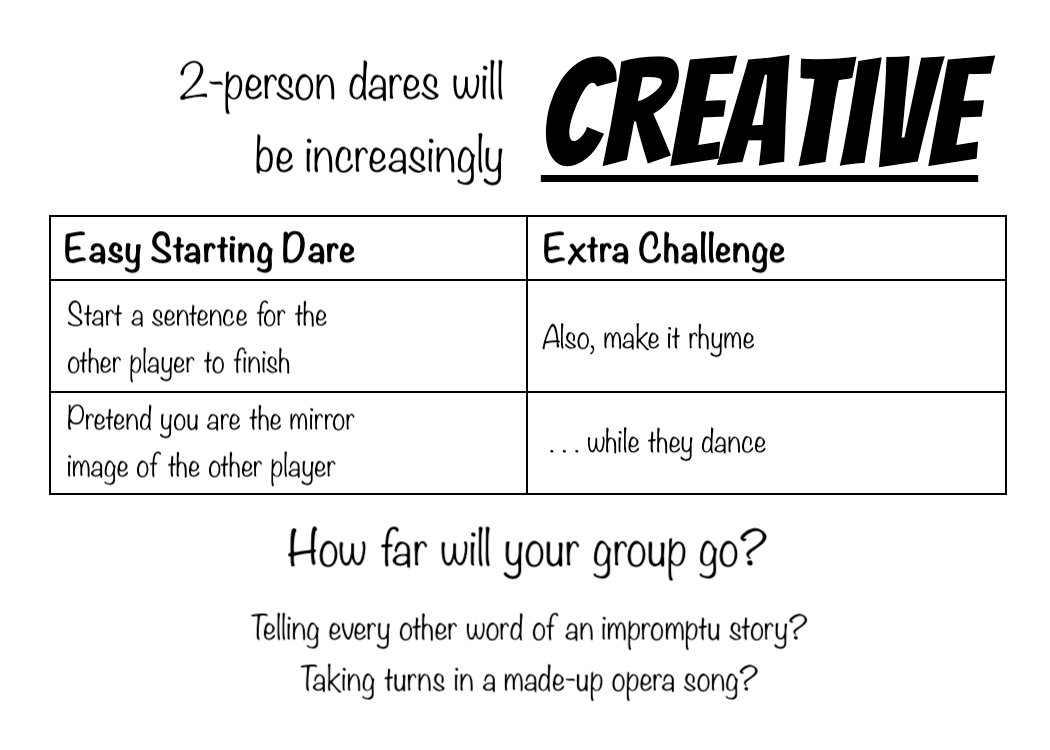 2-person dares will
be increasingly
CREATIVE
Easy Starting Dare
Extra Challenge
Start a sentence for the
other player to finish
Also, make it rhyme
Pretend you are the mirror
image of the other player
. . . while they dance
How far will your group go?
Telling every other word of an impromptu story?
Taking turns in a made-up opera song?